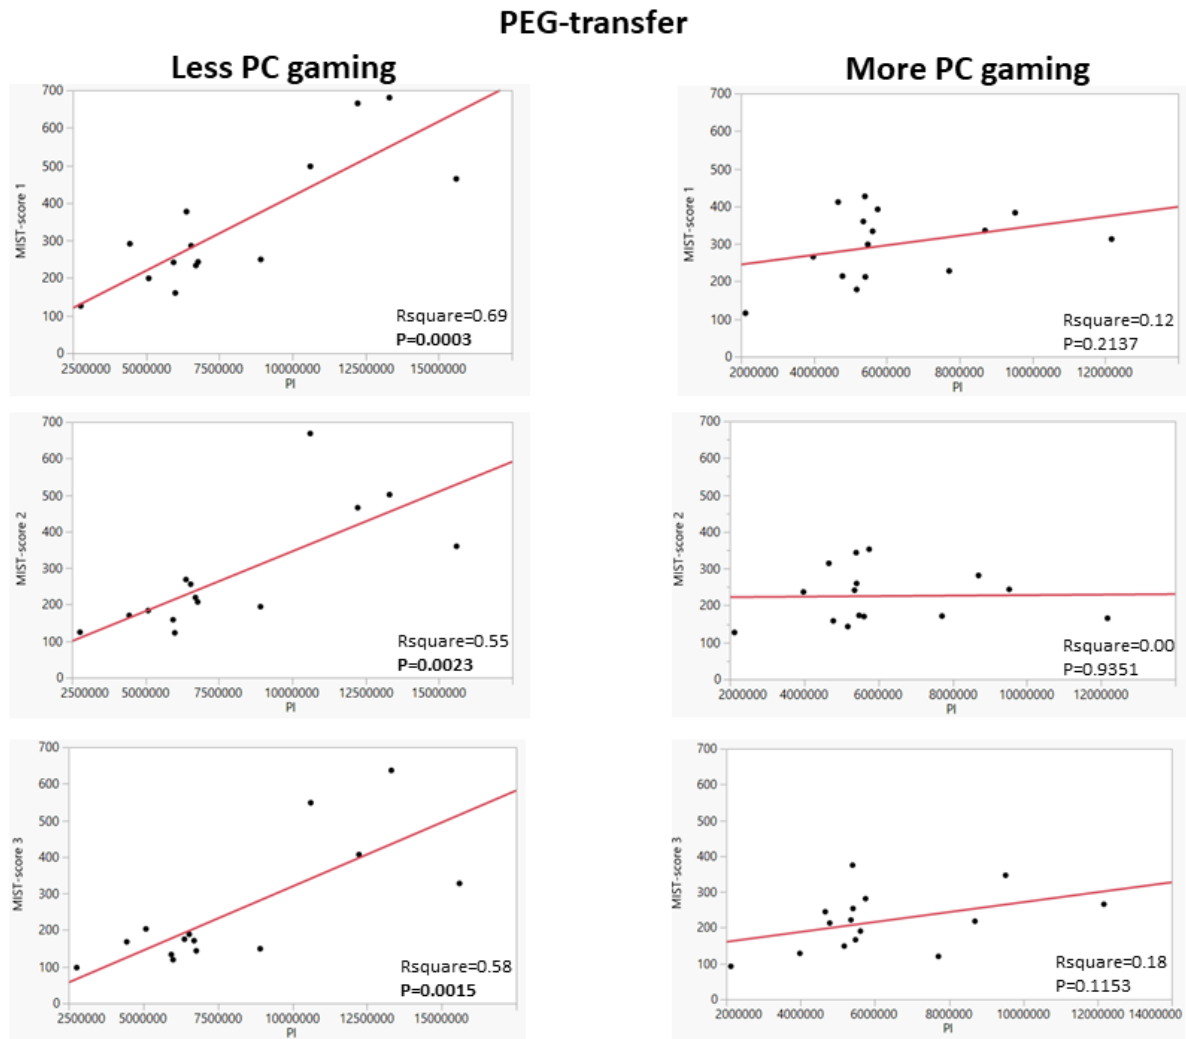 PEG-transfer
Less PC gaming
More PC gaming
700
600
500
400
300
200
100
0
MIST-score 1
2500000 5000000 7500000 10000000 12500000 15000000
PI
Rsquare=0.69
P=0.0003
700
600
500
400
300
200
100
0
MIST-score 1
2000000 4000000 6000000 8000000 10000000 12000000
PI
Rsquare=0.12
P=0.2137
700
600
500
400
300
200
100
0
MIST-score 2
2500000 5000000 7500000 10000000 12500000 15000000
PI
Rsquare=0.55
P=0.0023
700
600
500
400
300
200
100
0
MIST-score 2
2000000 4000000 6000000 8000000 10000000 12000000
PI
Rsquare=0.00
P=0.9351
700
600
500
400
300
200
100
0
MIST-score 3
2500000 5000000 7500000 10000000 12500000 15000000
PI
Rsquare=0.58
P=0.0015
700
600
500
400
300
200
100
0
MIST-score 3
2000000 4000000 6000000 8000000 10000000 12000000 14000000
PI
Rsquare=0.18
P=0.1153